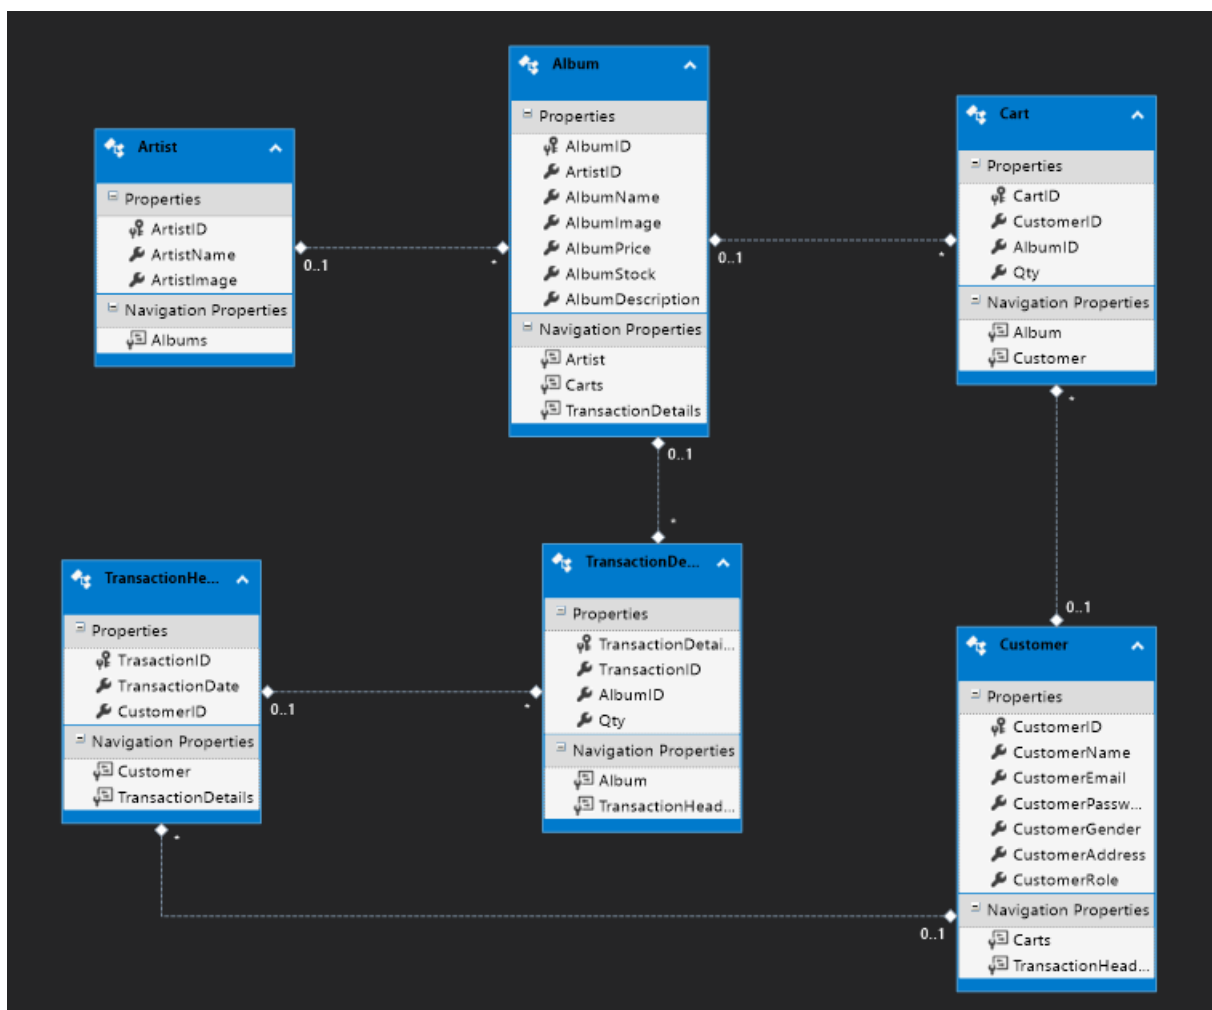 Artist
Properties
ArtistID
ArtistName
ArtistImage
Navigation Properties
Albums
0..1
*
Album
Properties
AlbumID
ArtistID
AlbumName
AlbumImage
AlbumPrice
AlbumStock
AlbumDescription
Navigation Properties
Artist
Carts
TransactionDetails
0..1
*
Cart
Properties
CartID
CustomerID
AlbumID
Qty
Navigation Properties
Album
Customer
0..1
*
*
0..1
TransactionHe...
Properties
TrasactionID
TransactionDate
CustomerID
Navigation Properties
Customer
TransactionDetails
0..1
*
TransactionDe...
Properties
TransactionDetai...
TransactionID
AlbumID
Qty
Navigation Properties
Album
TransactionHead...
Customer
Properties
CustomerID
CustomerName
CustomerEmail
CustomerPassw...
CustomerGender
CustomerAddress
CustomerRole
Navigation Properties
Carts
TransactionHead...
*
0..1